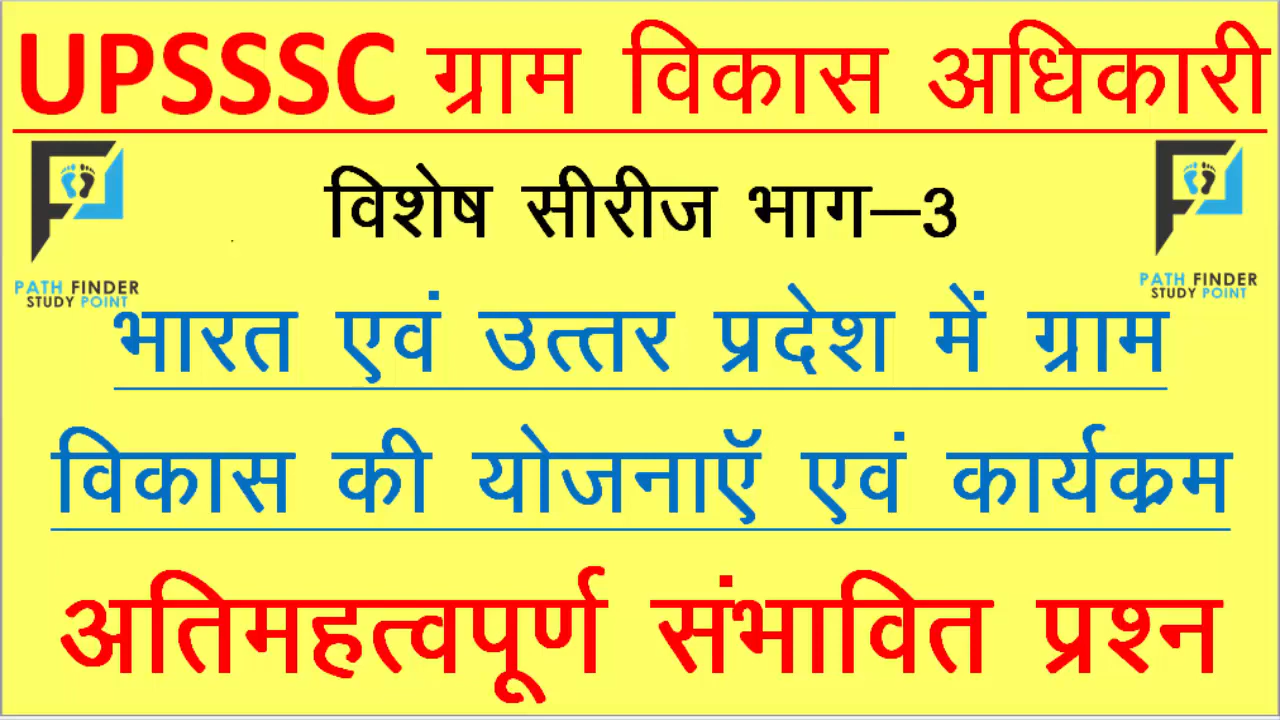 UPSSSC ग्राम विकास अधिकारी
विशेष सीरीज भाग–3
PATH FINDER
STUDY POINT
PATH FINDER
STUDY POINT
भारत एवं उत्तर प्रदेश में ग्राम
विकास की योजनाऍ एवं कार्यक्रम
अतिमहत्वपूर्ण संभावित प्रश्न